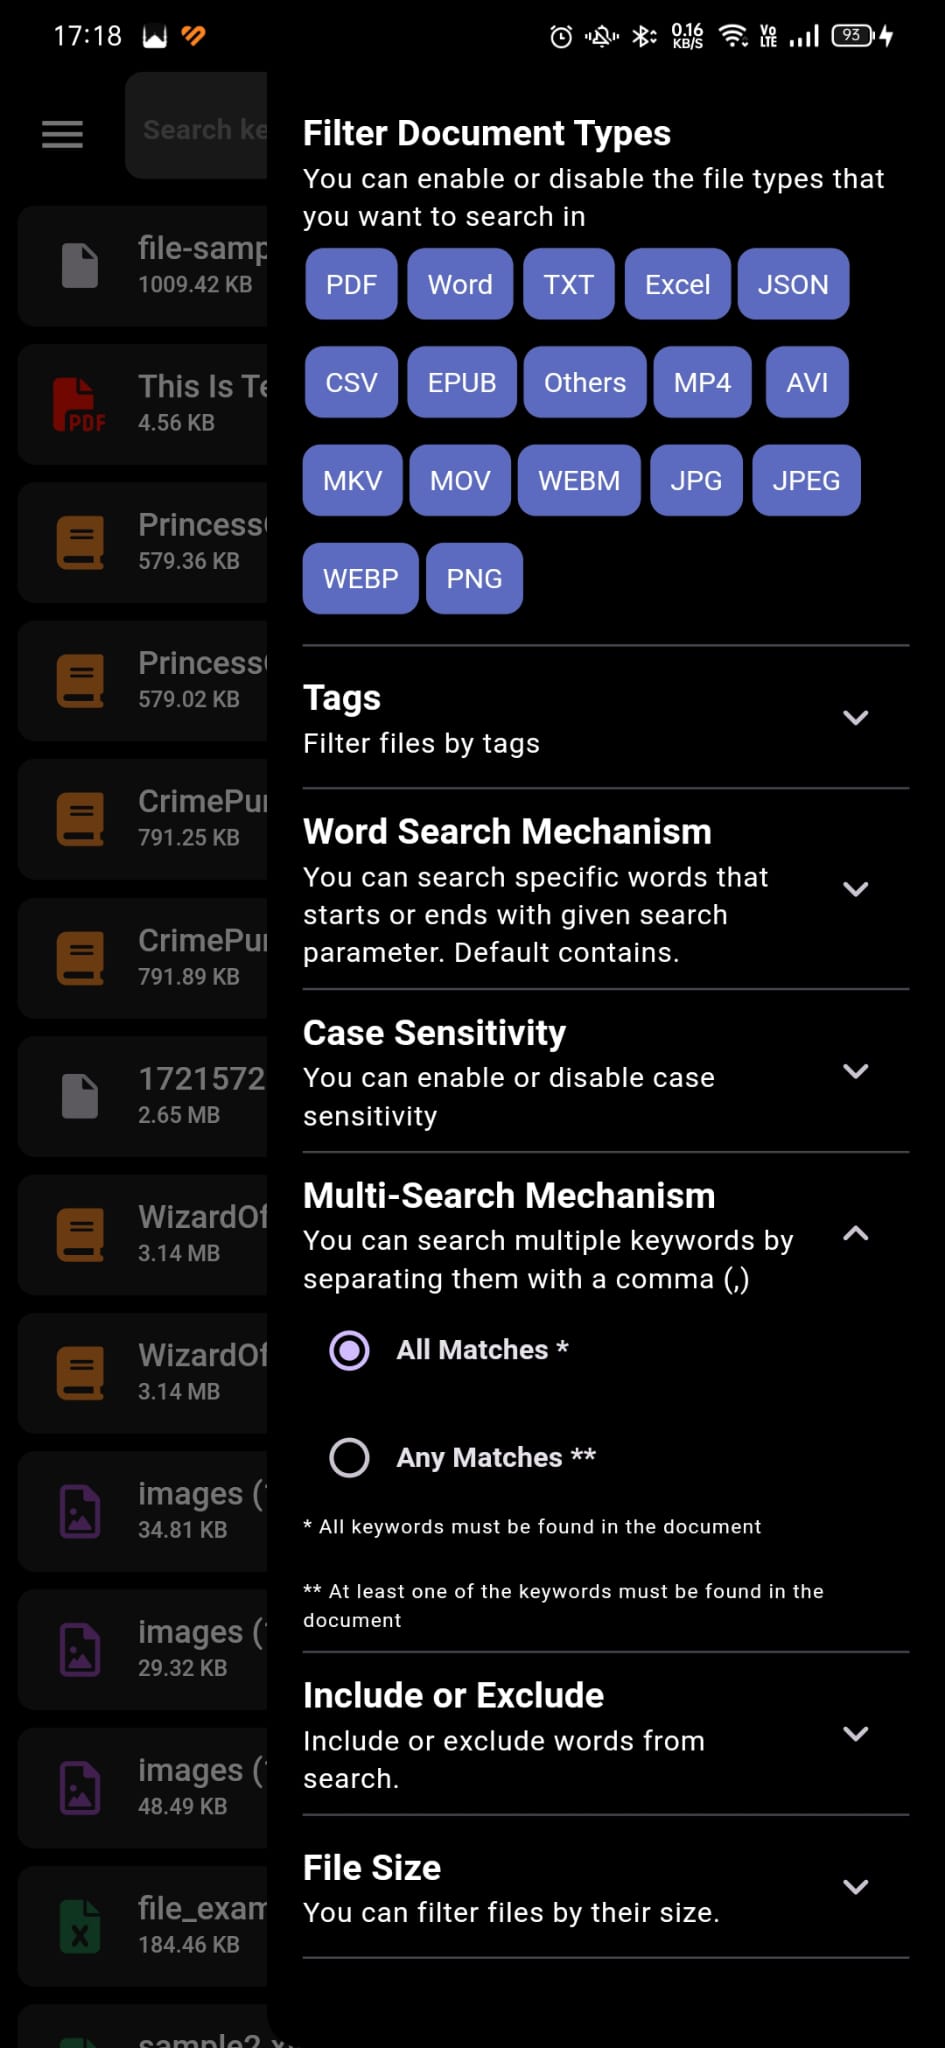 17:18
0.16
KB/S
Vo
LTE
93
Search ke
Filter Document Types
You can enable or disable the file types that
you want to search in
PDF Word TXT Excel JSON
CSV EPUB Others MP4 AVI
MKV MOV WEBM JPG JPEG
WEBP PNG
Tags
Filter files by tags
Word Search Mechanism
You can search specific words that
starts or ends with given search
parameter. Default contains.
Case Sensitivity
You can enable or disable case
sensitivity
Multi-Search Mechanism
You can search multiple keywords by
separating them with a comma (,)
All Matches *
Any Matches **
* All keywords must be found in the document
** At least one of the keywords must be found in the
document
Include or Exclude
Include or exclude words from
search.
File Size
You can filter files by their size.
file-samp
1009.42 KB
PDF
This Is Te
4.56 KB
Princess
579.36 KB
Princess
579.02 KB
CrimePu
791.25 KB
CrimePu
791.89 KB
1721572
2.65 MB
WizardOf
3.14 MB
WizardOf
3.14 MB
images (
34.81 KB
images (
29.32 KB
images (
48.49 KB
X
file_exam
184.46 KB
sample2.x